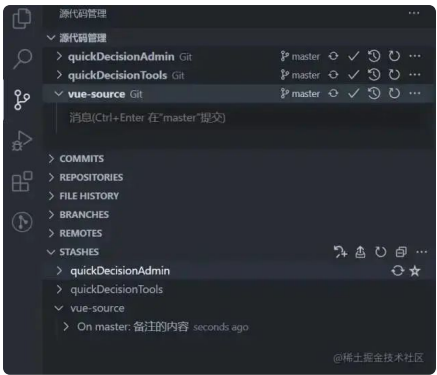 源代码管理
源代码管理
quickDecisionAdmin Git master
quickDecisionTools Git master
vue-source Git master
消息(Ctrl+Enter 在"master"提交)
COMMITS
REPOSITORIES
FILE HISTORY
BRANCHES
REMOTES
STASHES
quickDecisionAdmin
quickDecisionTools
vue-source
On master: 备注的内容 seconds ago
@稀土掘金技术社区